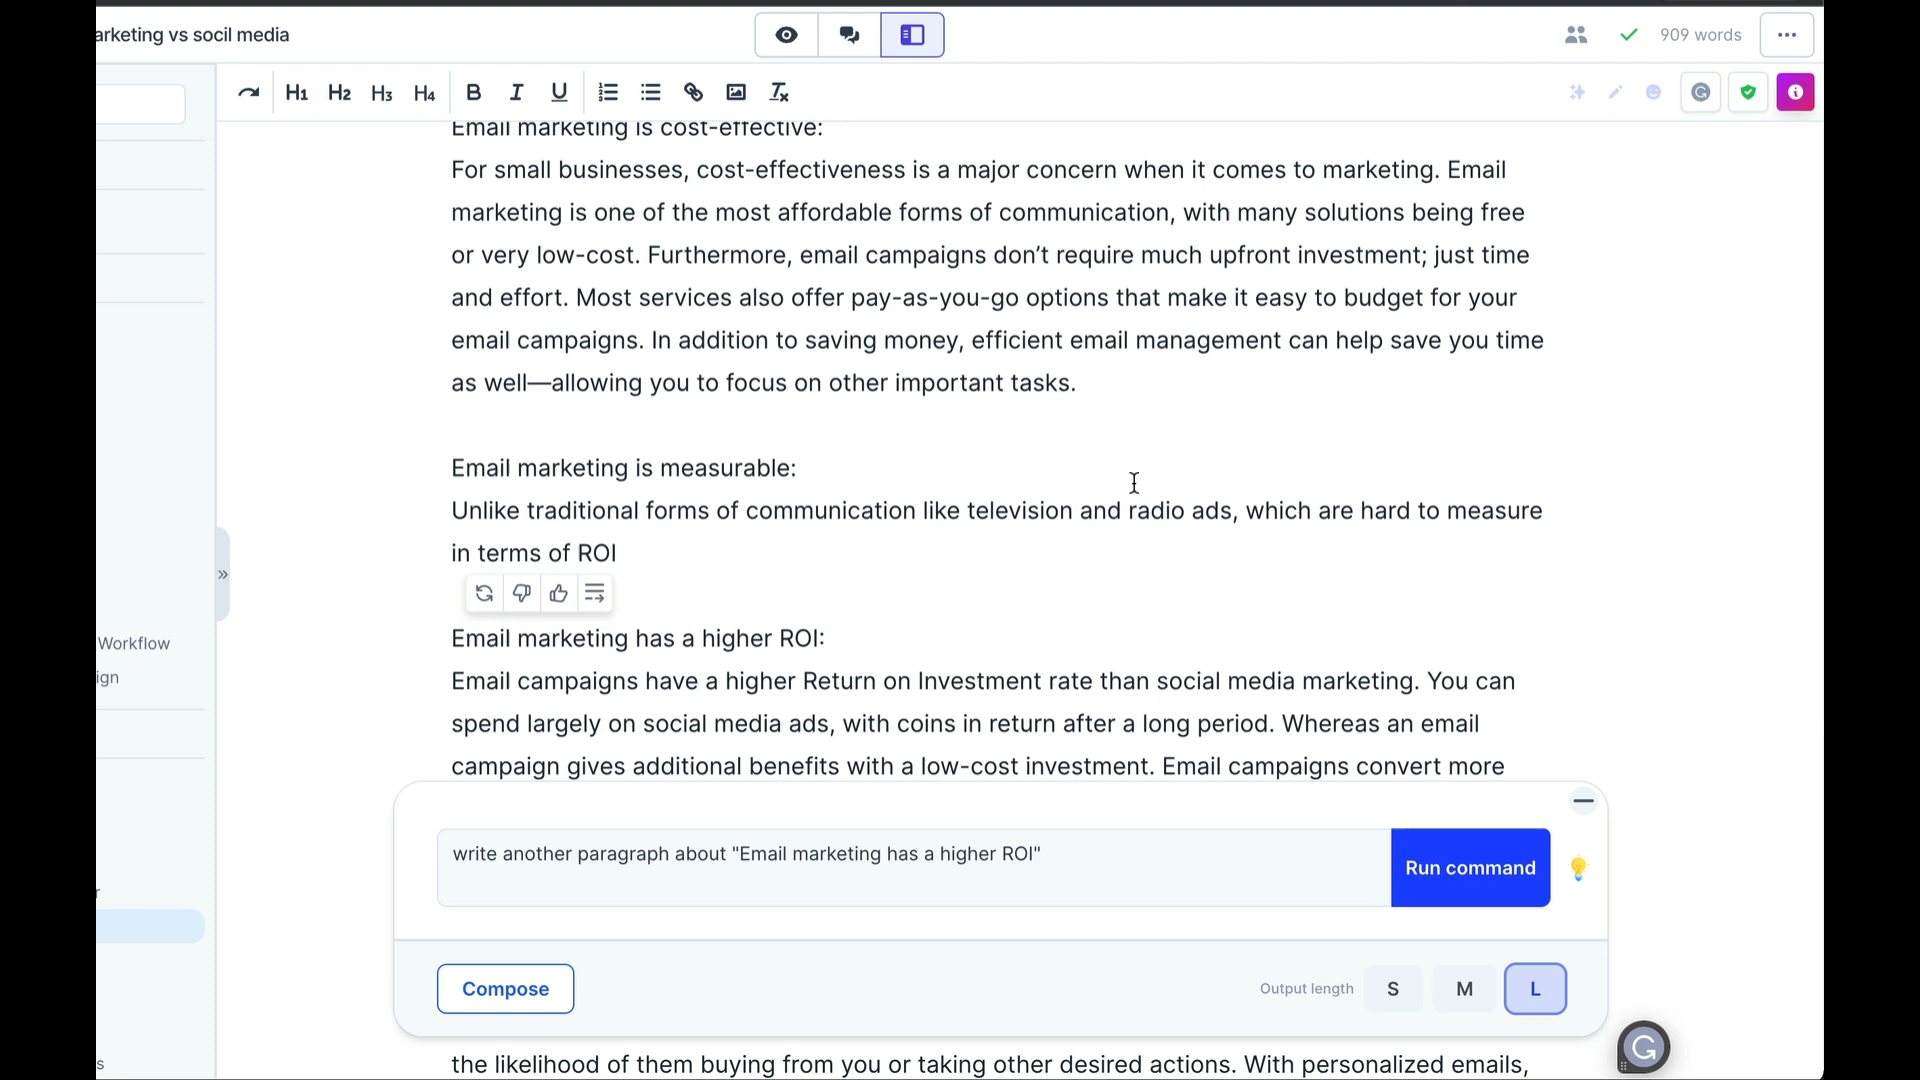 arketing vs socil media
909 words
H1 H2 H3 H4 B I U
Email marketing is cost-effective:
For small businesses, cost-effectiveness is a major concern when it comes to marketing. Email
marketing is one of the most affordable forms of communication, with many solutions being free
or very low-cost. Furthermore, email campaigns don’t require much upfront investment; just time
and effort. Most services also offer pay-as-you-go options that make it easy to budget for your
email campaigns. In addition to saving money, efficient email management can help save you time
as well—allowing you to focus on other important tasks.
Email marketing is measurable:
Unlike traditional forms of communication like television and radio ads, which are hard to measure
in terms of ROI
Workflow
ign
Email marketing has a higher ROI:
Email campaigns have a higher Return on Investment rate than social media marketing. You can
spend largely on social media ads, with coins in return after a long period. Whereas an email
campaign gives additional benefits with a low-cost investment. Email campaigns convert more
write another paragraph about "Email marketing has a higher ROI"
Run command
r
Compose
Output length S M L
s
the likelihood of them buying from you or taking other desired actions. With personalized emails,